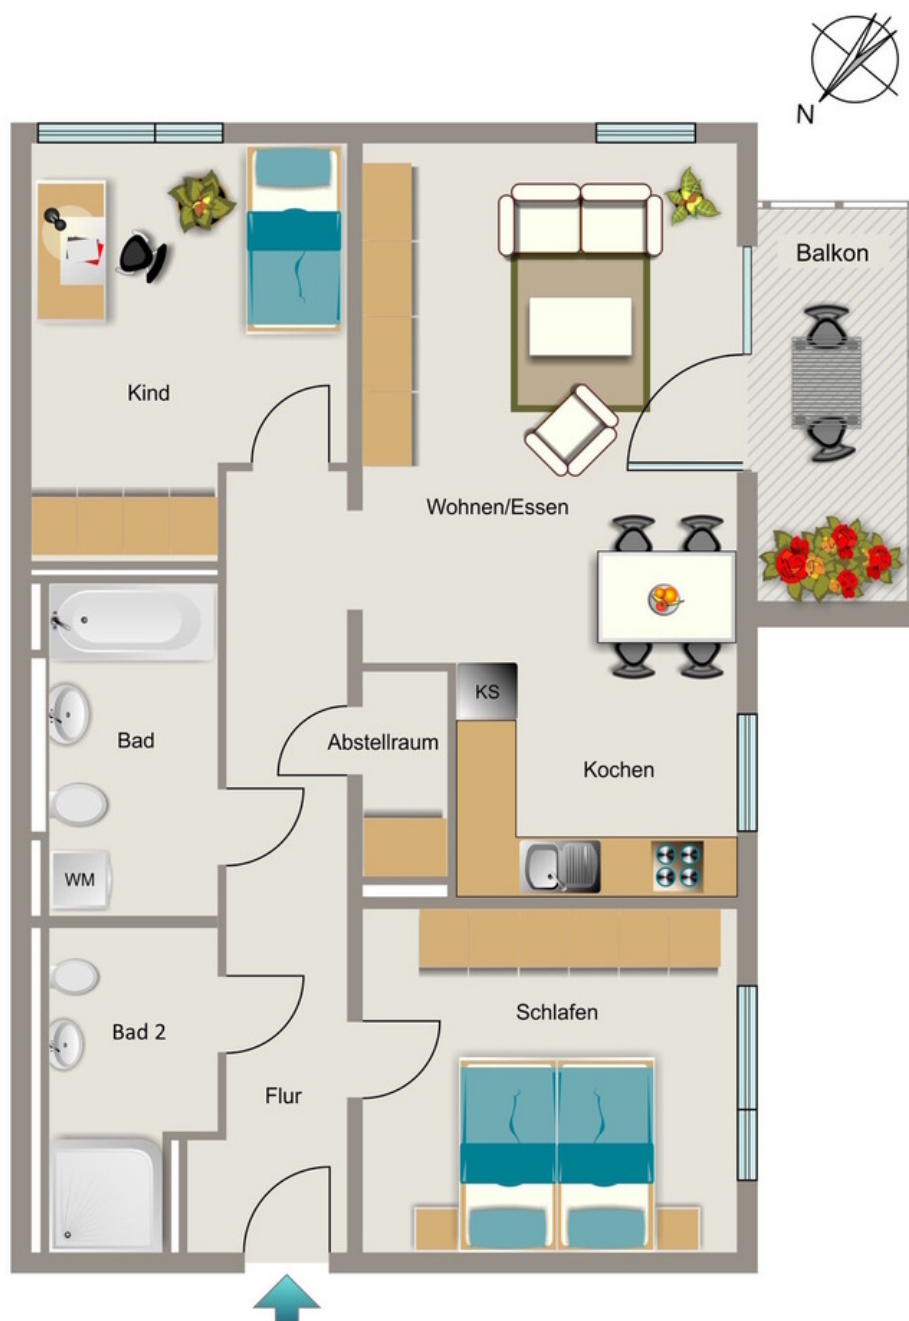 N
Balkon
Kind
Wohnen/Essen
KS
Bad
Abstellraum
Kochen
WM
Schlafen
Bad 2
Flur